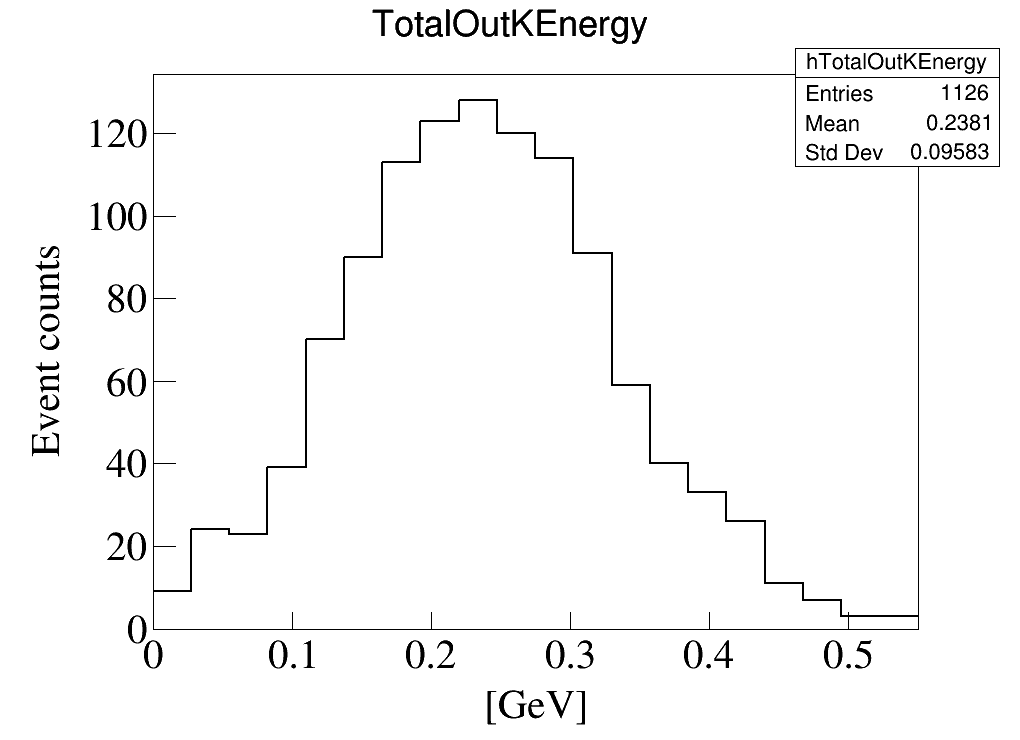 TotalOutKEnergy
hTotalOutKEnergy
Entries 1126
Mean 0.2381
Std Dev 0.09583
Event counts
120
100
80
60
40
20
0
0 0.1 0.2 0.3 0.4 0.5
[GeV]